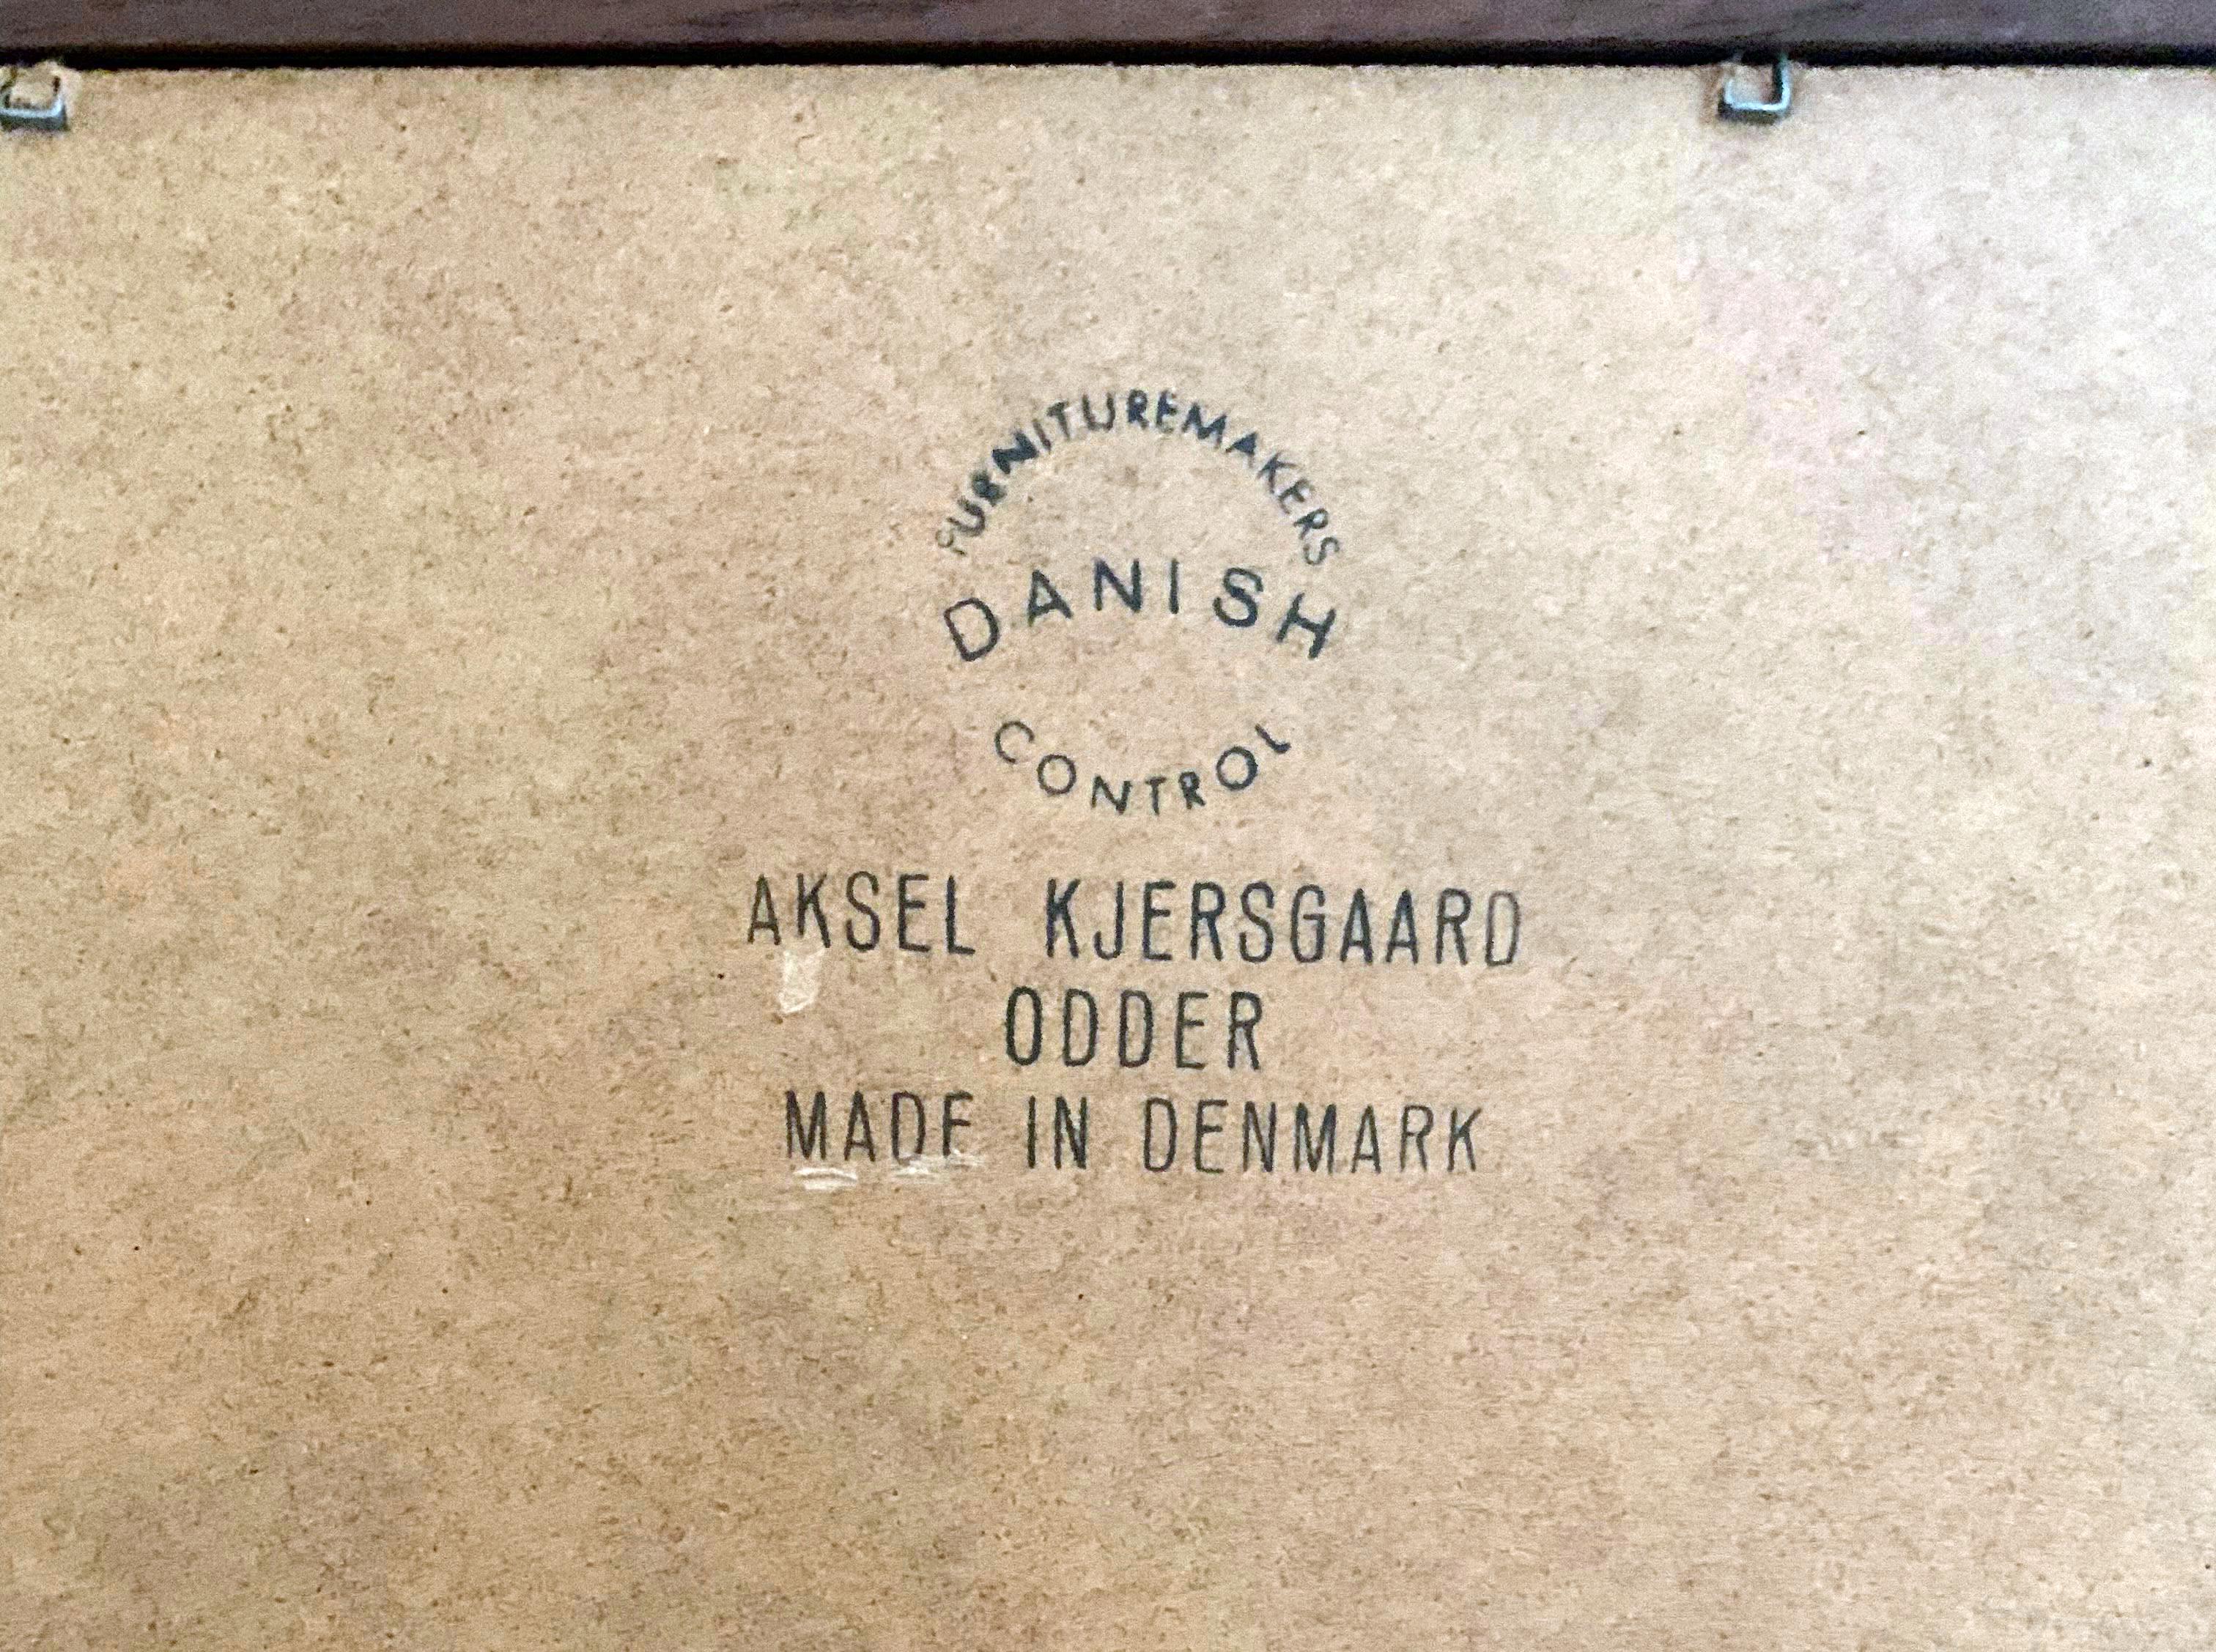 FURNITUREMAKERS
DANISH
CONTROL
AKSEL KJERSGAARD
ODDER
MADE IN DENMARK